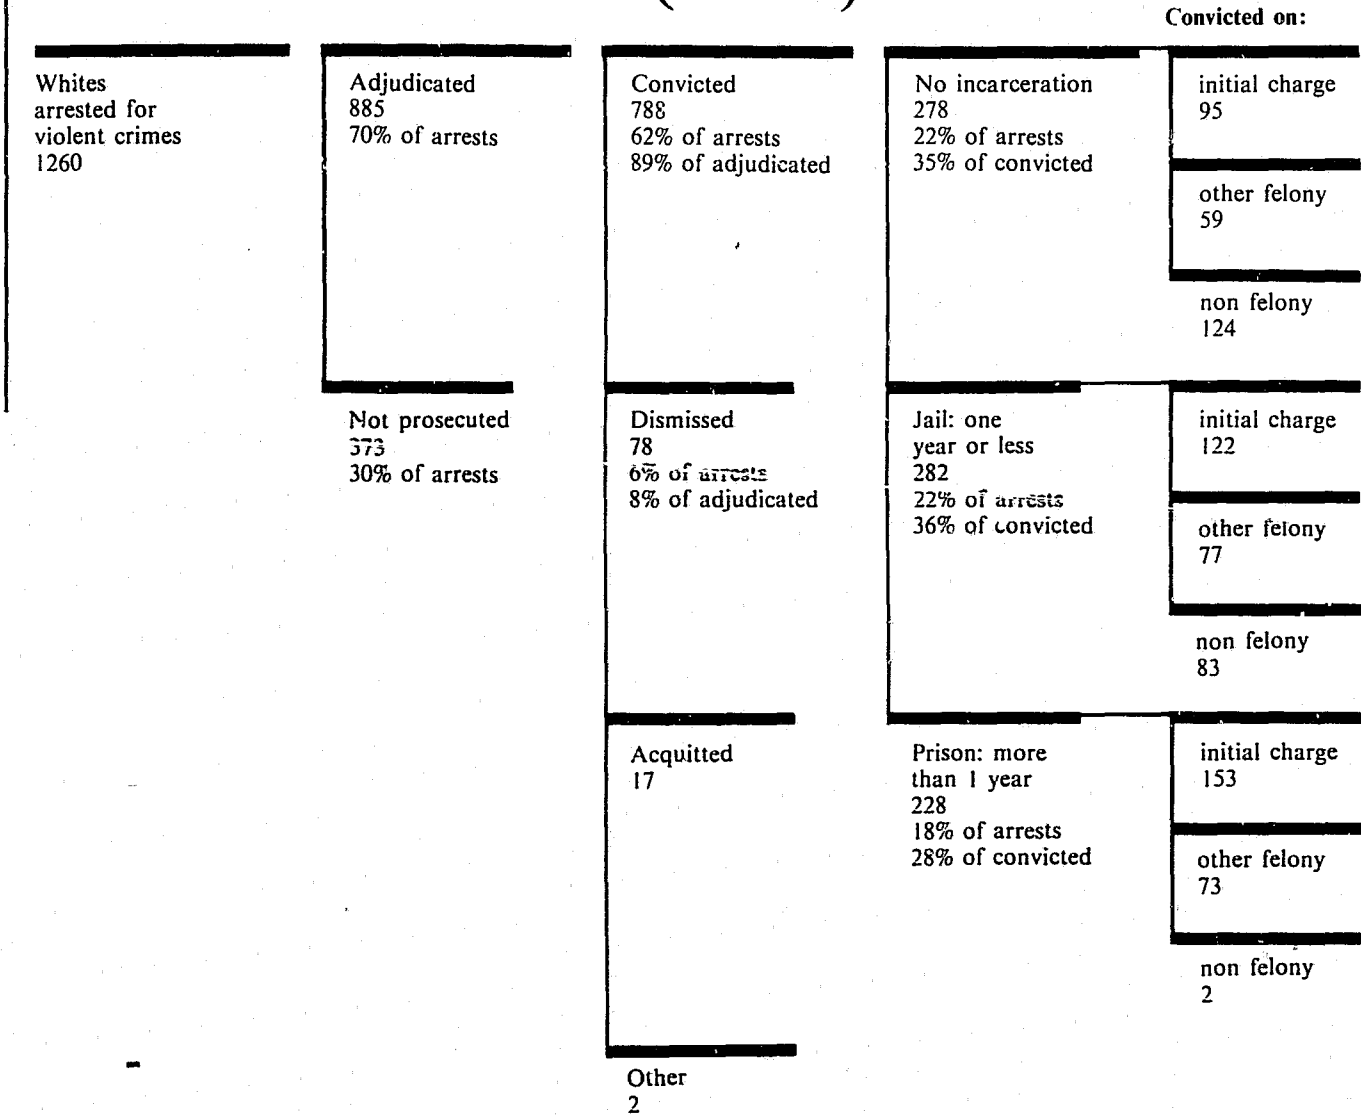 Convicted on:
Whites
arrested for
violent crimes
1260
Adjudicated
885
70% of arrests
Not prosecuted
373
30% of arrests
Convicted
788
62% of arrests
89% of adjudicated
Dismissed
78
6% of arrests
8% of adjudicated
Acquitted
17
Other
2
No incarceration
278
22% of arrests
35% of convicted
Jail: one
year or less
282
22% of arrests
36% of convicted
Prison: more
than 1 year
228
18% of arrests
28% of convicted
initial charge
95
other felony
59
non felony
124
initial charge
122
other felony
77
non felony
83
initial charge
153
other felony
73
non felony
2